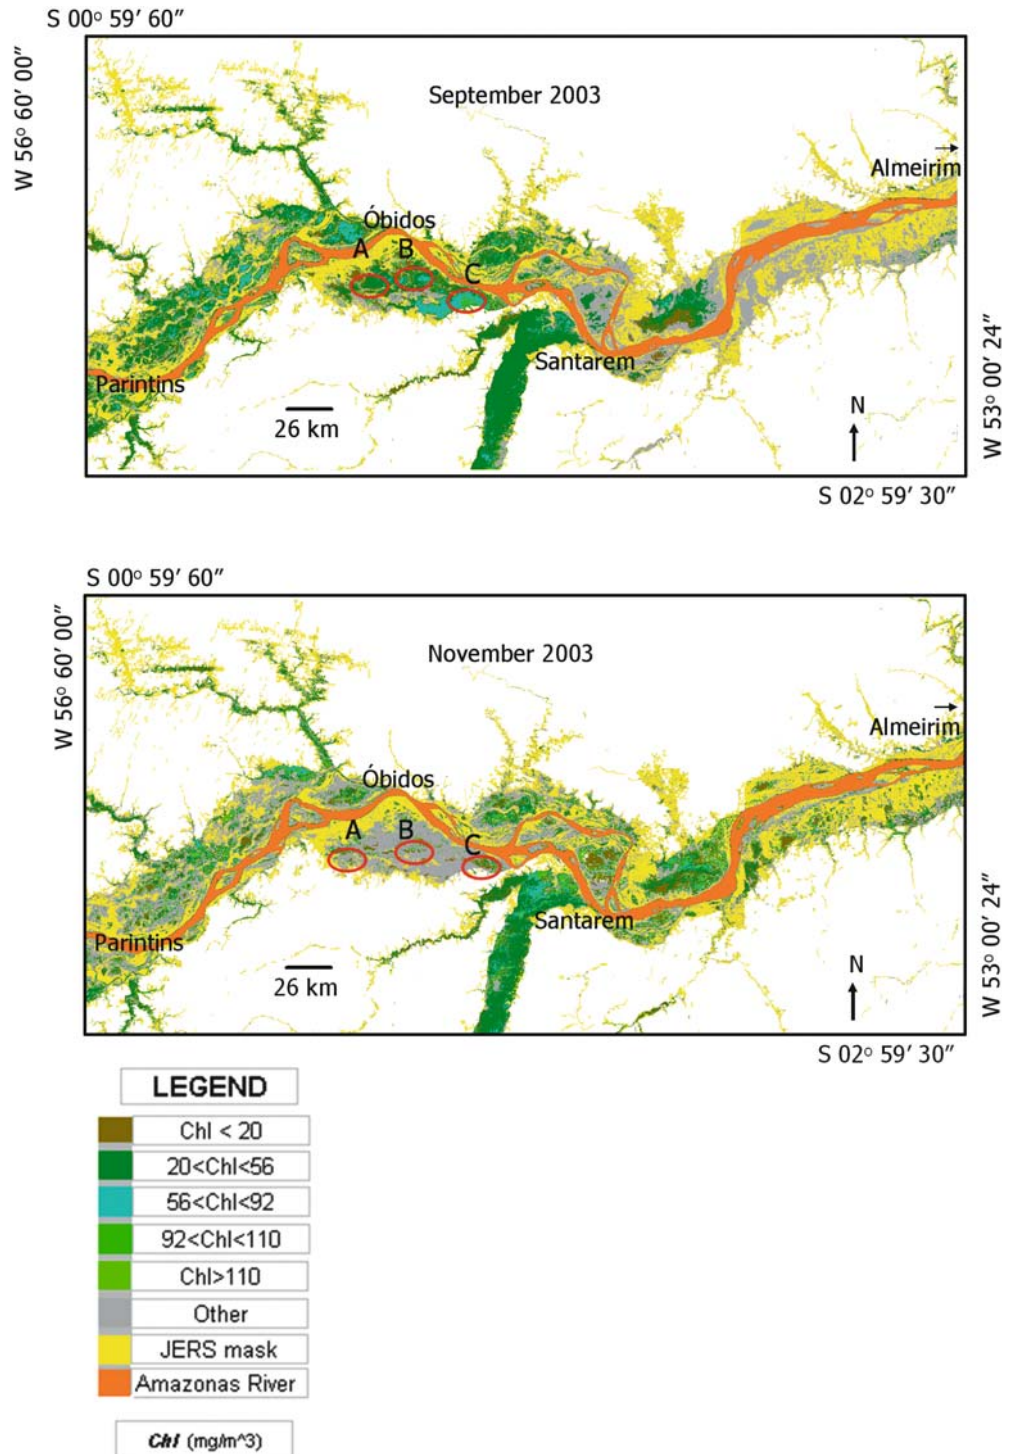 S 00° 59′ 60″
W 56° 60′ 00″
September 2003
Almeirim
Óbidos
A
B
C
Santarem
Parintins
26 km
N
W 53° 00′ 24″
S 02° 59′ 30″
S 00° 59′ 60″
W 56° 60′ 00″
November 2003
Almeirim
Óbidos
A
B
C
Santarem
Parintins
26 km
N
W 53° 00′ 24″
S 02° 59′ 30″
LEGEND
Chl < 20
20<Chl<56
56<Chl<92
92<Chl<110
Chl>110
Other
JERS mask
Amazonas River
Chl (mg/m^3)